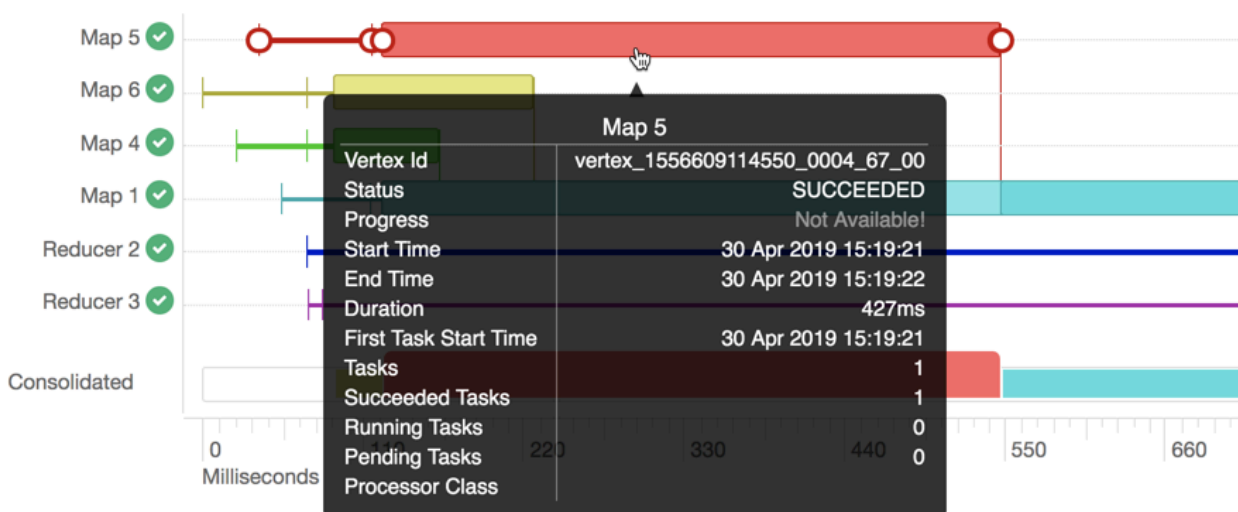 Map 5
Map 6
Map 4
Map 1
Reducer 2
Reducer 3
Consolidated
Map 5
Vertex Id vertex_1556609114550_0004_67_00
Status SUCCEEDED
Progress Not Available!
Start Time 30 Apr 2019 15:19:21
End Time 30 Apr 2019 15:19:22
Duration 427ms
First Task Start Time 30 Apr 2019 15:19:21
Tasks 1
Succeeded Tasks 1
Running Tasks 0
Pending Tasks 0
Processor Class
0 110 220 330 440 550 660
Milliseconds